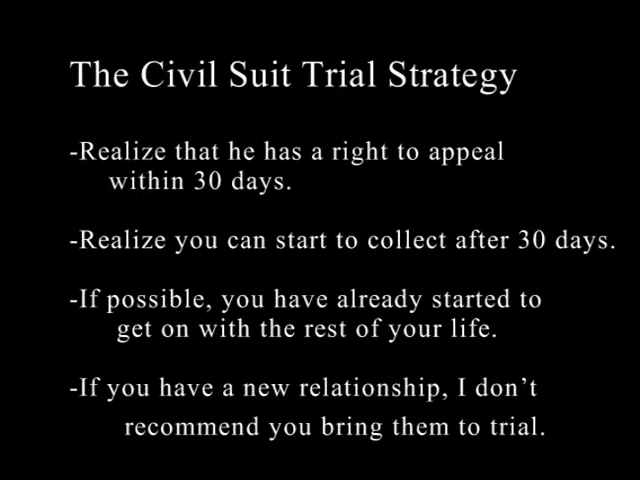 The Civil Suit Trial Strategy
-Realize that he has a right to appeal
within 30 days.
-Realize you can start to collect after 30 days.
-If possible, you have already started to
get on with the rest of your life.
-If you have a new relationship, I don’t
recommend you bring them to trial.